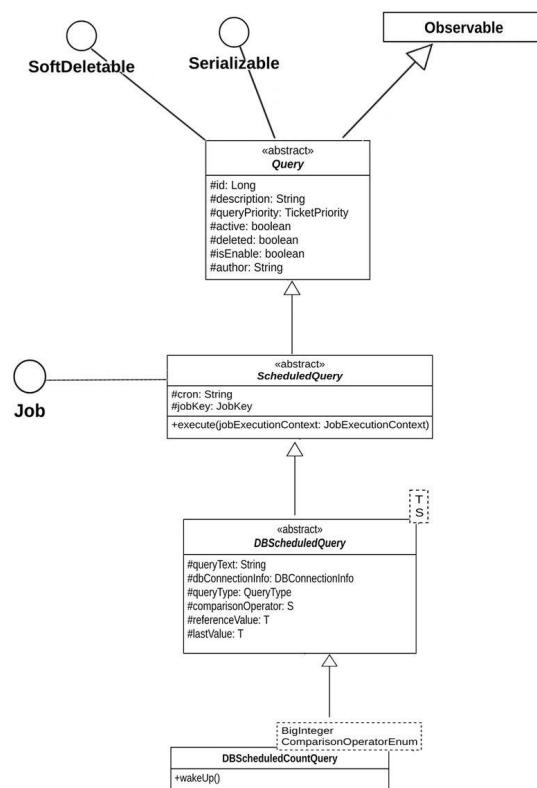 Observable
SoftDeletable
Serializable
«abstract»
Query
#id: Long
#description: String
#queryPriority: TicketPriority
#active: boolean
#deleted: boolean
#isEnable: boolean
#author: String
«abstract»
ScheduledQuery
#cron: String
#jobKey: JobKey
+execute(jobExecutionContext: JobExecutionContext)
Job
T
S
«abstract»
DBScheduledQuery
#queryText: String
#dbConnectionInfo: DBConnectionInfo
#queryType: QueryType
#comparisonOperator: S
#referenceValue: T
#lastValue: T
BigInteger
ComparisonOperatorEnum
DBScheduledCountQuery
+wakeUp()